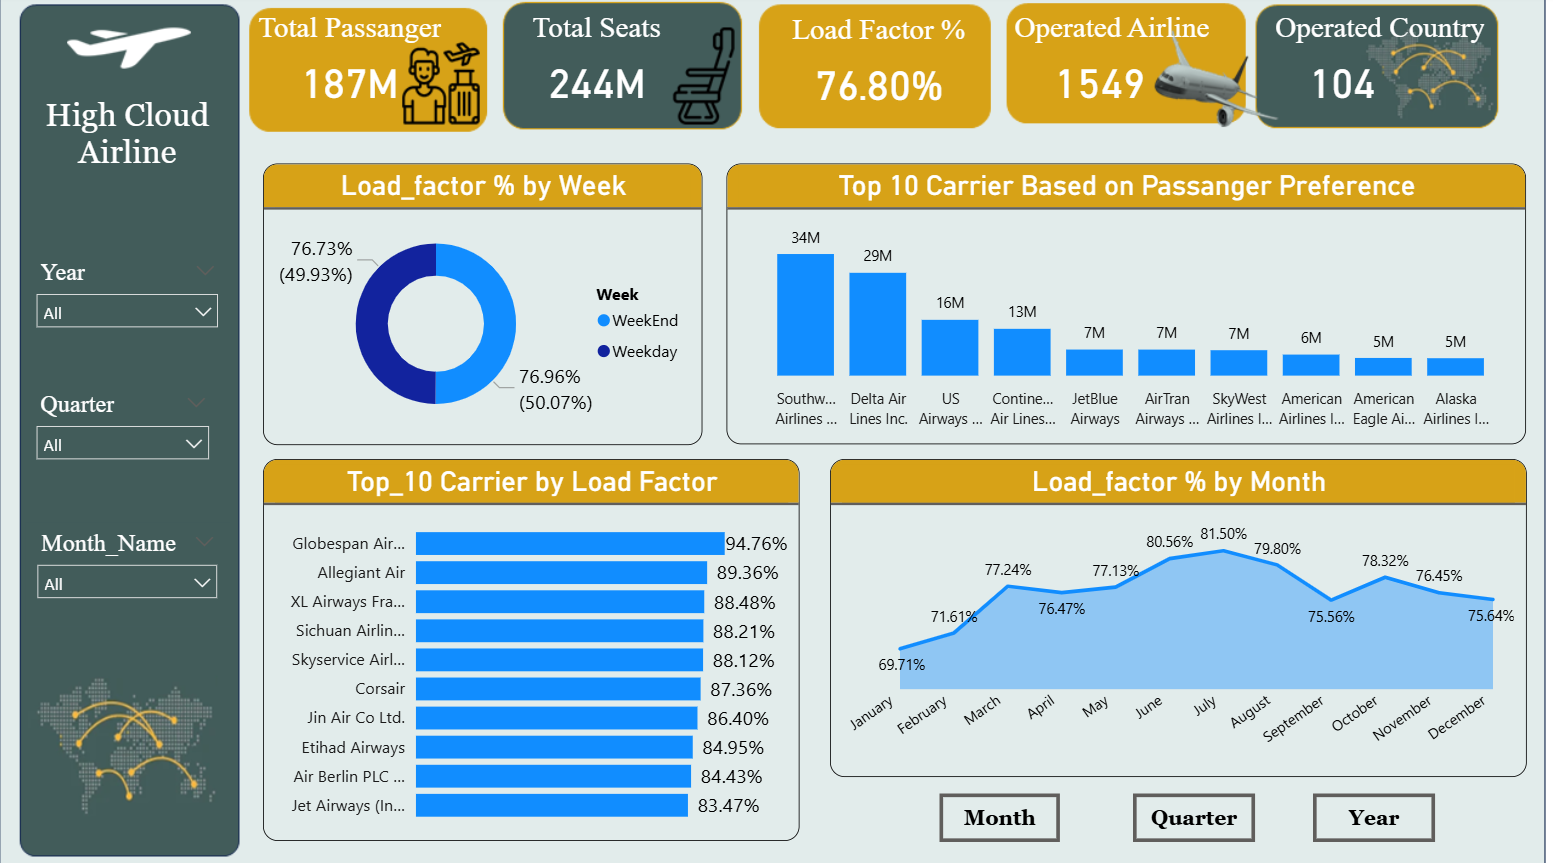 High Cloud
Airline
Year
All
Quarter
All
Month_Name
All
Total Passanger
187M
Total Seats
244M
Load Factor %
76.80%
Operated Airline
1549
Operated Country
104
Load_factor % by Week
76.73%
(49.93%)
76.96%
(50.07%)
Week
WeekEnd
Weekday
Top 10 Carrier Based on Passanger Preference
34M
29M
16M
13M
7M
7M
7M
6M
5M
5M
Southw...
Airlines ...
Delta Air
Lines Inc.
US
Airways ...
Contine...
Air Lines...
JetBlue
Airways
AirTran
Airways ...
SkyWest
Airlines I...
American
Airlines I...
American
Eagle Ai...
Alaska
Airlines I...
Top_10 Carrier by Load Factor
Globespan Air... 94.76%
Allegiant Air 89.36%
XL Airways Fra... 88.48%
Sichuan Airlin... 88.21%
Skyservice Airl... 88.12%
Corsair 87.36%
Jin Air Co Ltd. 86.40%
Etihad Airways 84.95%
Air Berlin PLC ... 84.43%
Jet Airways (In... 83.47%
Load_factor % by Month
69.71%
71.61%
77.24%
76.47%
77.13%
80.56%
81.50%
79.80%
75.56%
78.32%
76.45%
75.64%
January
February
March
April
May
June
July
August
September
October
November
December
Month
Quarter
Year